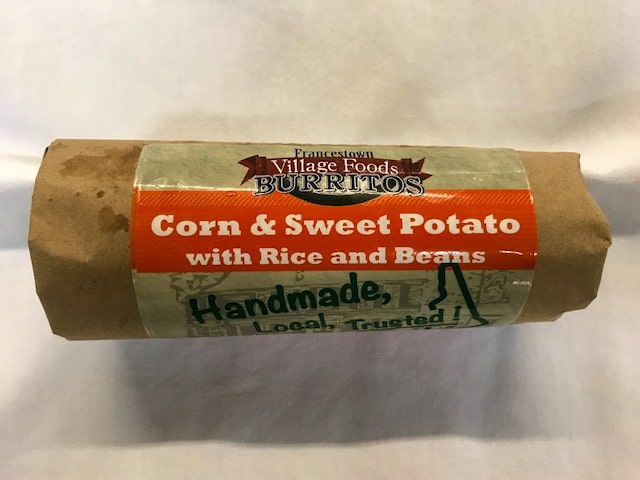 Francestown
Village Foods
BURRITOS
Corn & Sweet Potato
with Rice and Beans
Handmade,
Local, Trusted!